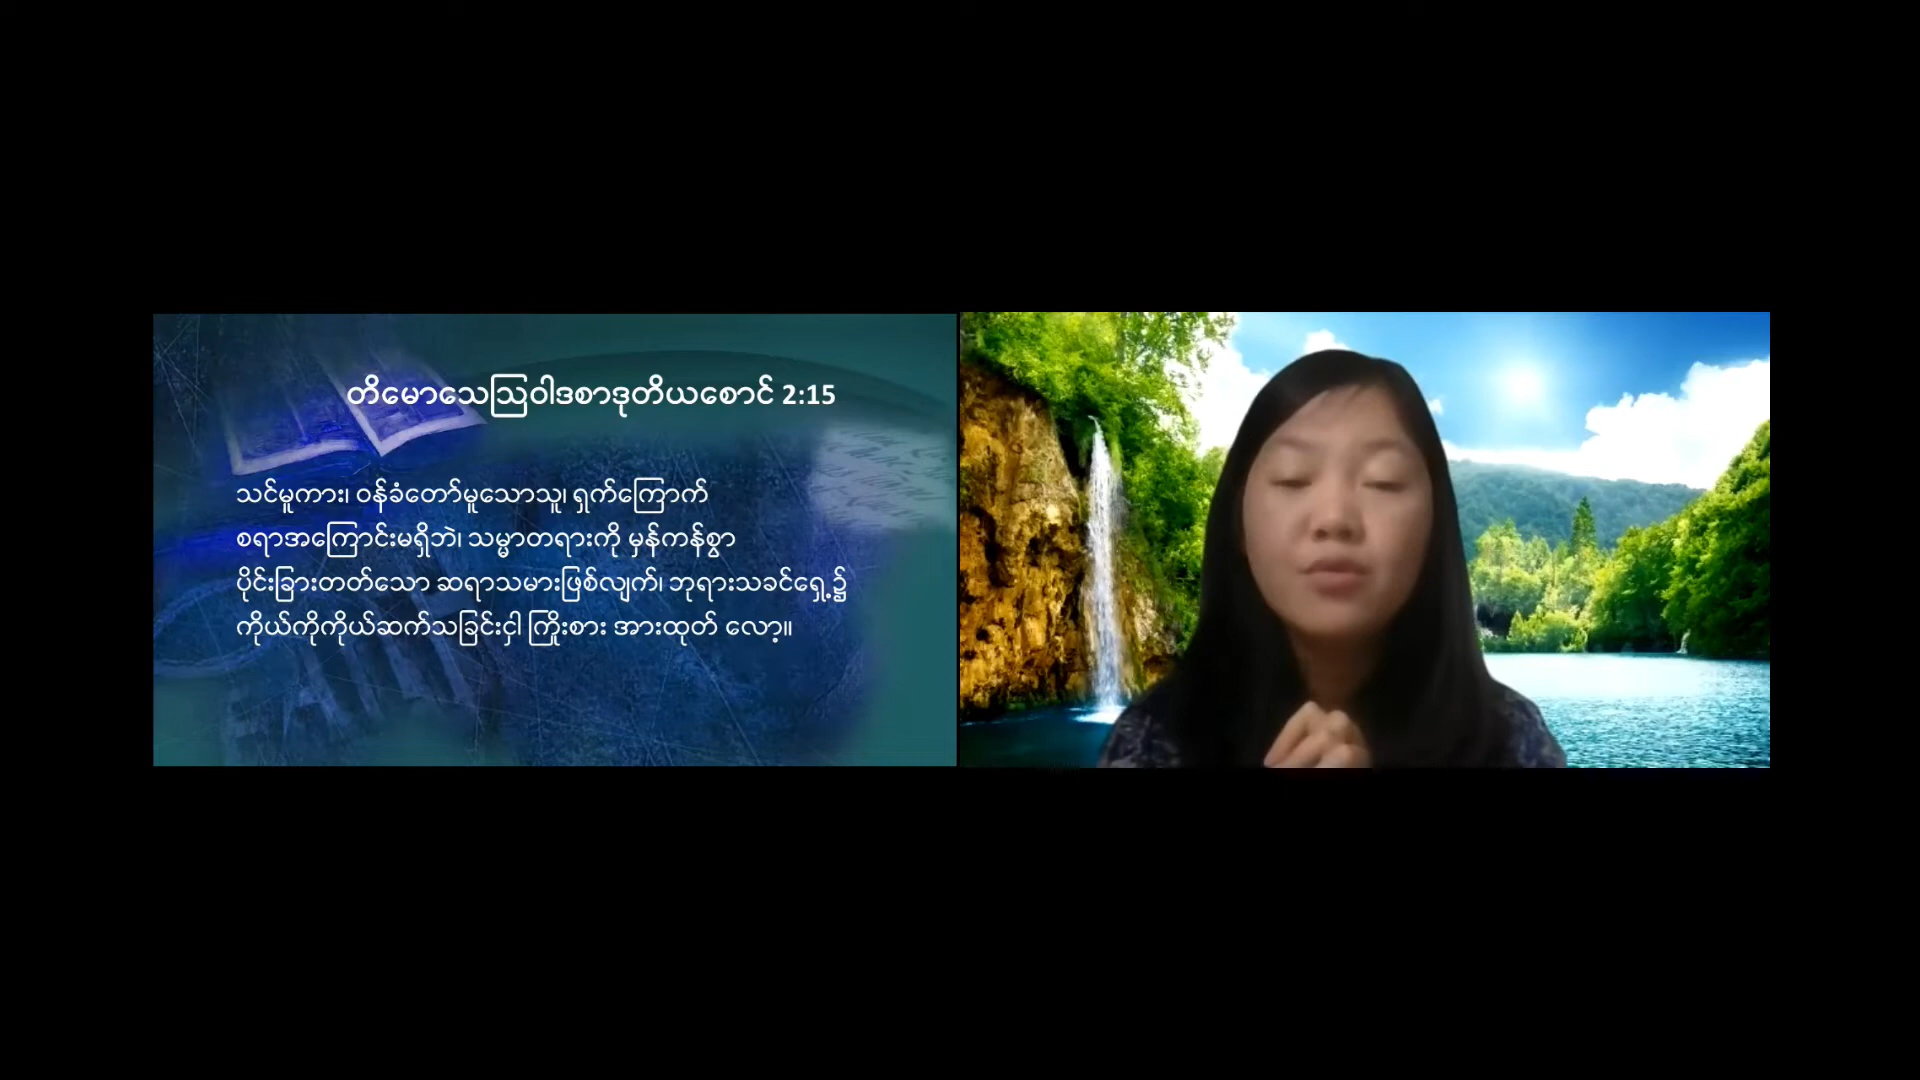 တိမောသေဩဝါဒစာဒုတိယစောင် 2:15
သင်မူကား၊ ဝန်ခံတော်မူသောသူ၊ ရှက်ကြောက်
စရာအကြောင်းမရှိဘဲ၊ သမ္မာတရားကို မှန်ကန်စွာ
ပိုင်းခြားတတ်သော ဆရာသမားဖြစ်လျက်၊ ဘုရားသခင်ရှေ့၌
ကိုယ်ကိုကိုယ်ဆက်သခြင်းငှါ ကြိုးစား အားထုတ် လော့။